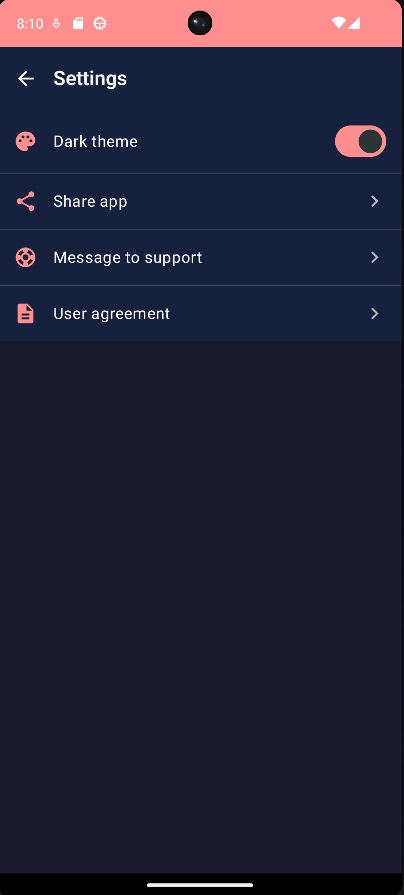 8:10
Settings
Dark theme
Share app
Message to support
User agreement